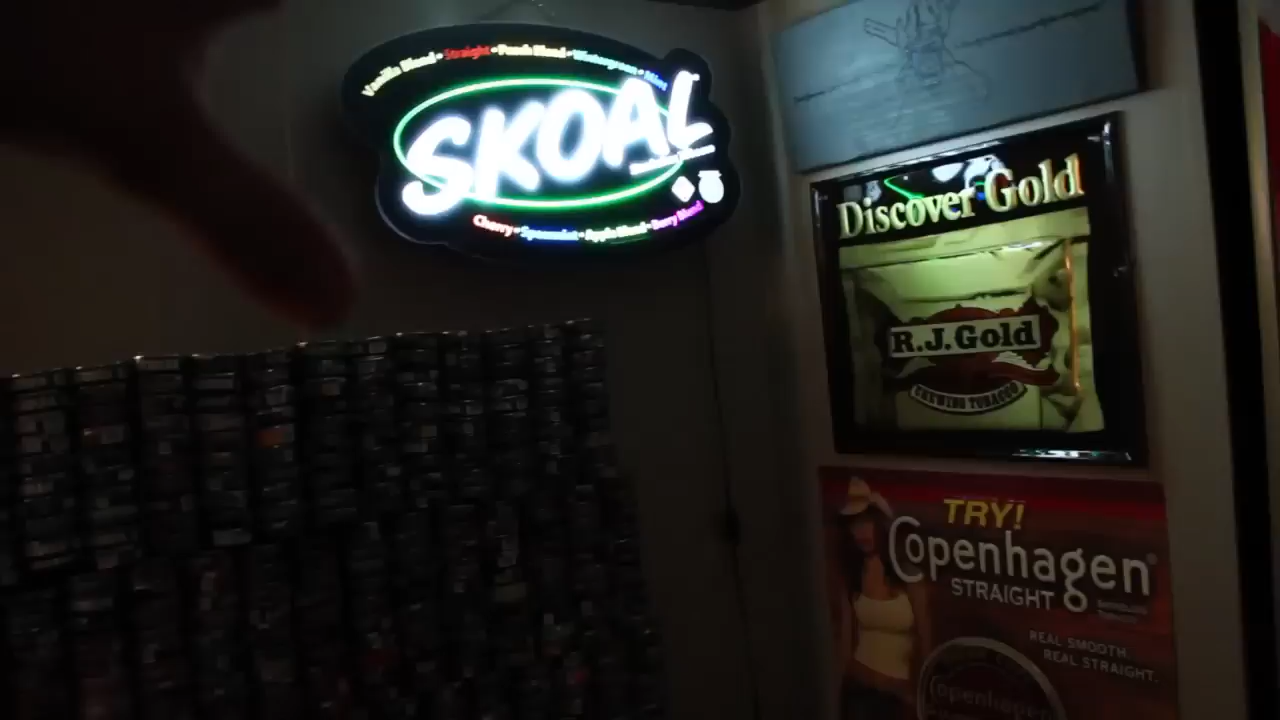 Vanilla Blend • Straight • Peach Blend • Wintergreen • Mint
SKOAL
Cherry • Spearmint • Apple Blend • Berry Blend
Discover Gold
R.J.Gold
CHEWING TOBACCO
TRY!
Copenhagen®
STRAIGHT
REAL SMOOTH.
REAL STRAIGHT.
Copenhagen